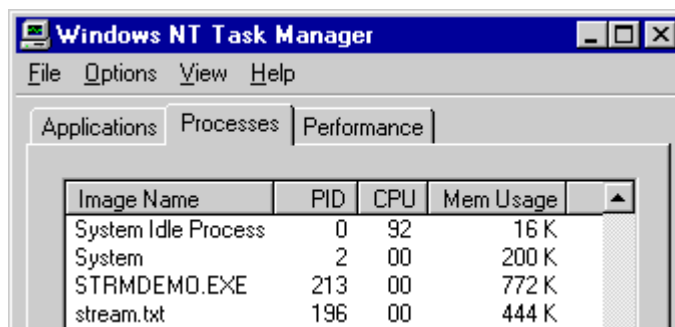 Windows NT Task Manager
File Options View Help
Applications Processes Performance
Image Name PID CPU Mem Usage
System Idle Process 0 92 16 K
System 2 00 200 K
STRMDEMO.EXE 213 00 772 K
stream.txt 196 00 444 K